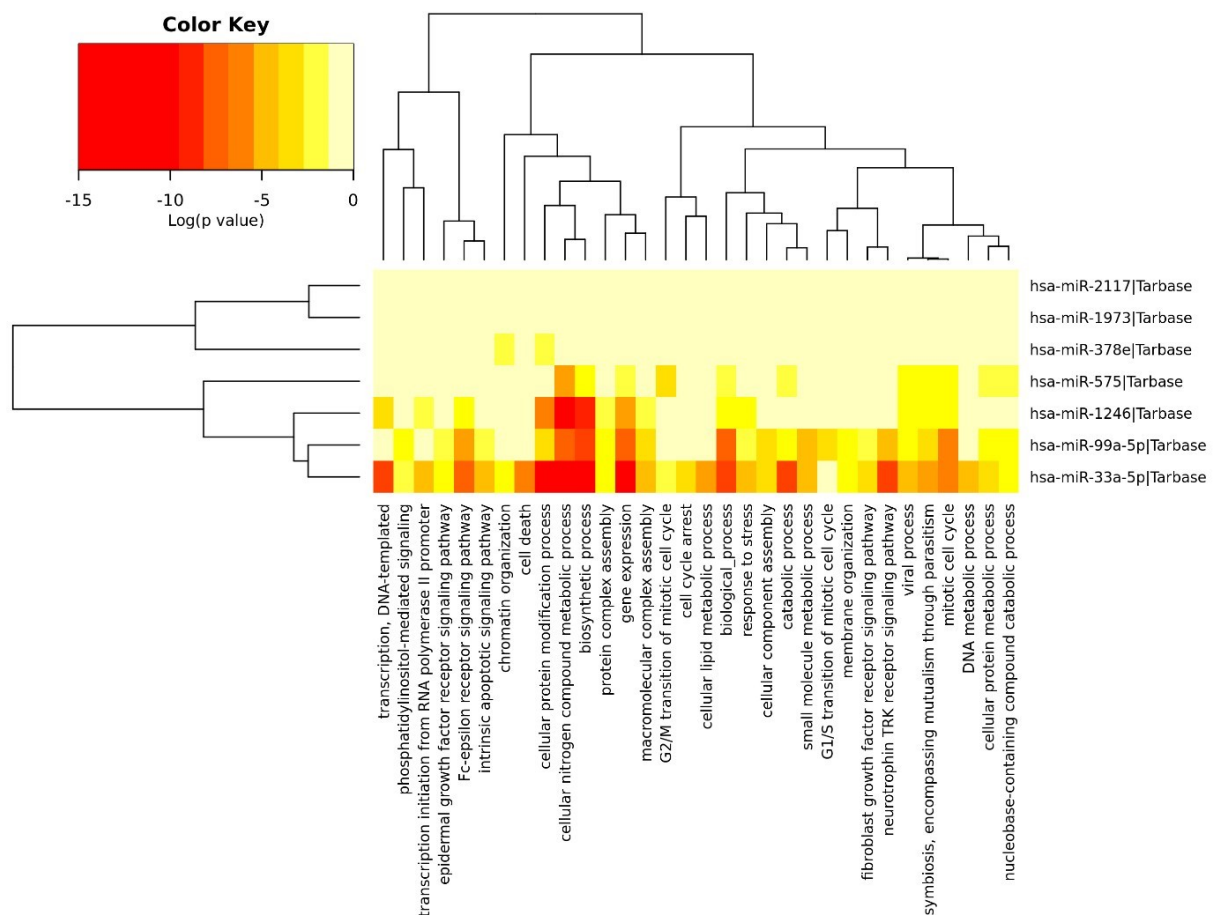 Color Key
-15 -10 -5 0
Log(p value)
hsa-miR-2117|Tarbase
hsa-miR-1973|Tarbase
hsa-miR-378e|Tarbase
hsa-miR-575|Tarbase
hsa-miR-1246|Tarbase
hsa-miR-99a-5p|Tarbase
hsa-miR-33a-5p|Tarbase
transcription, DNA-templated
phosphatidylinositol-mediated signaling
transcription initiation from RNA polymerase II promoter
epidermal growth factor receptor signaling pathway
Fc-epsilon receptor signaling pathway
intrinsic apoptotic signaling pathway
chromatin organization
cell death
cellular protein modification process
cellular nitrogen compound metabolic process
biosynthetic process
protein complex assembly
gene expression
macromolecular complex assembly
G2/M transition of mitotic cell cycle
cell cycle arrest
cellular lipid metabolic process
biological_process
response to stress
cellular component assembly
catabolic process
small molecule metabolic process
G1/S transition of mitotic cell cycle
membrane organization
fibroblast growth factor receptor signaling pathway
neurotrophin TRK receptor signaling pathway
viral process
symbiosis, encompassing mutualism through parasitism
mitotic cell cycle
DNA metabolic process
cellular protein metabolic process
nucleobase-containing compound catabolic process